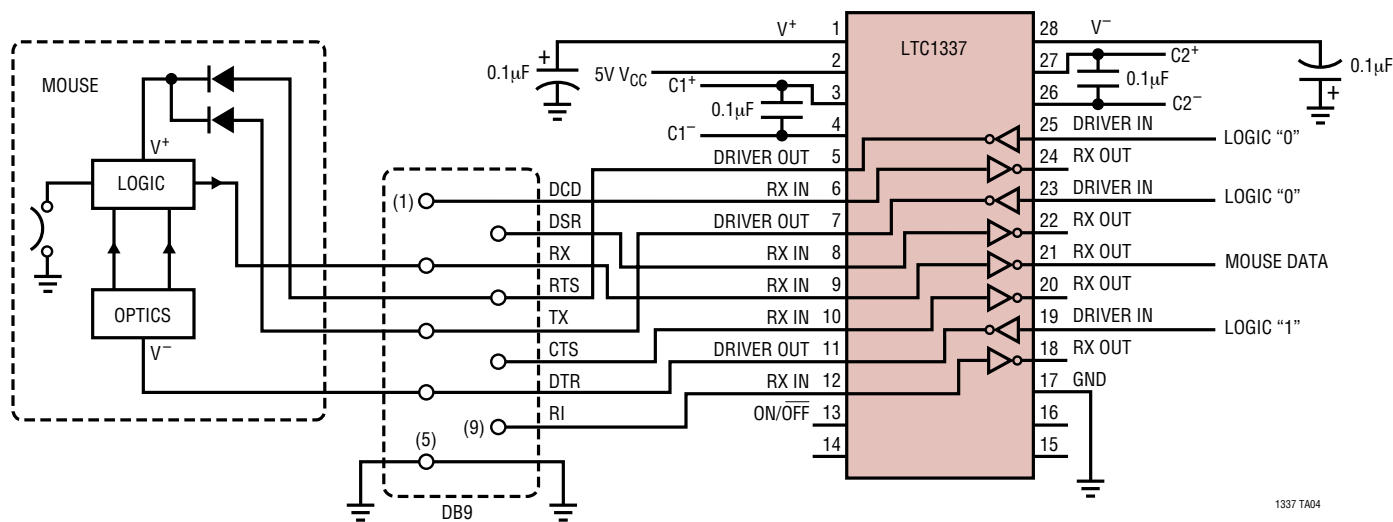 MOUSE
V+
LOGIC
OPTICS
V−
(1)
(9)
(5)
DB9
DCD
DSR
RX
RTS
TX
CTS
DTR
RI
0.1µF
+
V+
5V VCC
C1+
0.1µF
C1−
DRIVER OUT
RX IN
DRIVER OUT
RX IN
RX IN
RX IN
DRIVER OUT
RX IN
ON/OFF
1
2
3
4
5
6
7
8
9
10
11
12
13
14
LTC1337
28
27
26
25
24
23
22
21
20
19
18
17
16
15
V−
C2+
0.1µF
C2−
0.1µF
+
DRIVER IN
RX OUT
DRIVER IN
RX OUT
RX OUT
RX OUT
DRIVER IN
RX OUT
GND
LOGIC “0”
LOGIC “0”
MOUSE DATA
LOGIC “1”
1337 TA04